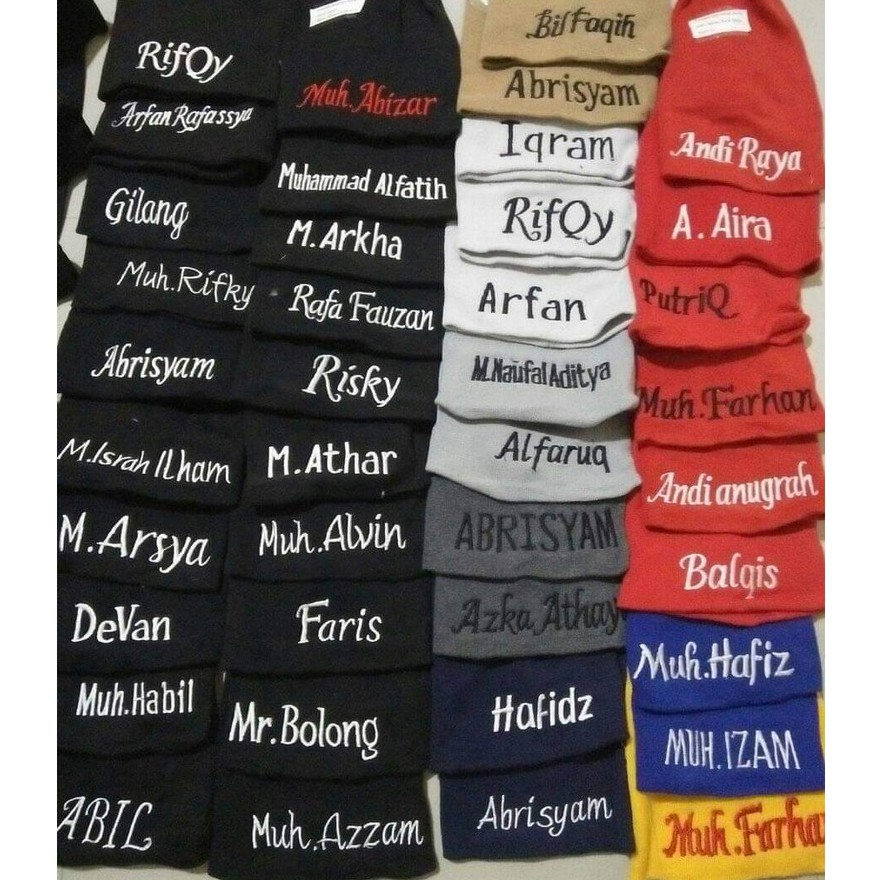 RifQy
Arfan Rafassya
Gilang
Muh.Rifky
Abrisyam
M.Israh ILham
M.Arsya
DeVan
Muh.Habil
ABIL
Muh.Abizar
Muhammad Alfatih
M.Arkha
Rafa Fauzan
Risky
M.Athar
Muh.Alvin
Faris
Mr.Bolong
Muh.Azzam
Bil Faqih
Abrisyam
Iqram
RifQy
Arfan
M.Naufal Aditya
Alfaruq
ABRISYAM
Azka Athay
Hafidz
Abrisyam
Andi Raya
A. Aira
PutriQ
Muh.Farhan
Andi anugrah
Balqis
Muh.Hafiz
MUH.IZAM
Muh.Farha